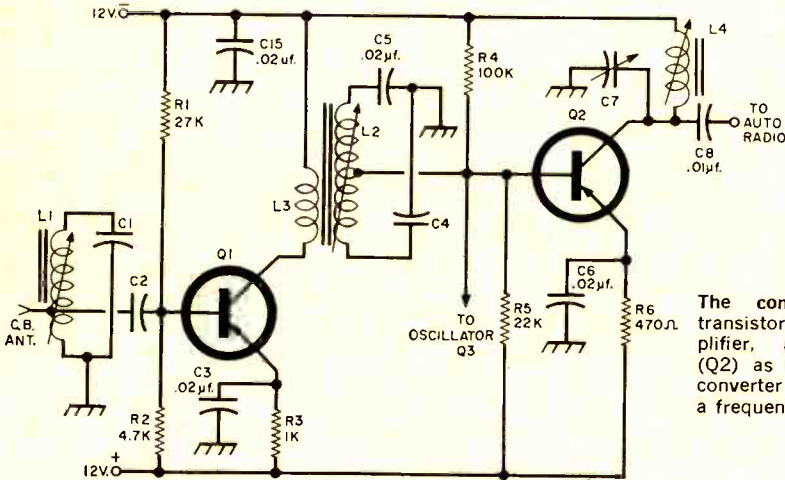 12V. –
C15
.02µf.
R1
27K
C5
.02µf.
L2
L3
C4
R4
100K
C7
L4
Q2
C8
.01µf.
TO
AUTO
RADIO
L1
C1
C2
C.B.
ANT.
Q1
C3
.02µf.
R2
4.7K
R3
1K
TO
OSCILLATOR
Q3
R5
22K
C6
.02µf.
R6
470Ω
12V. +
The con
transistor
plifier,
(Q2) as
converter
a frequen